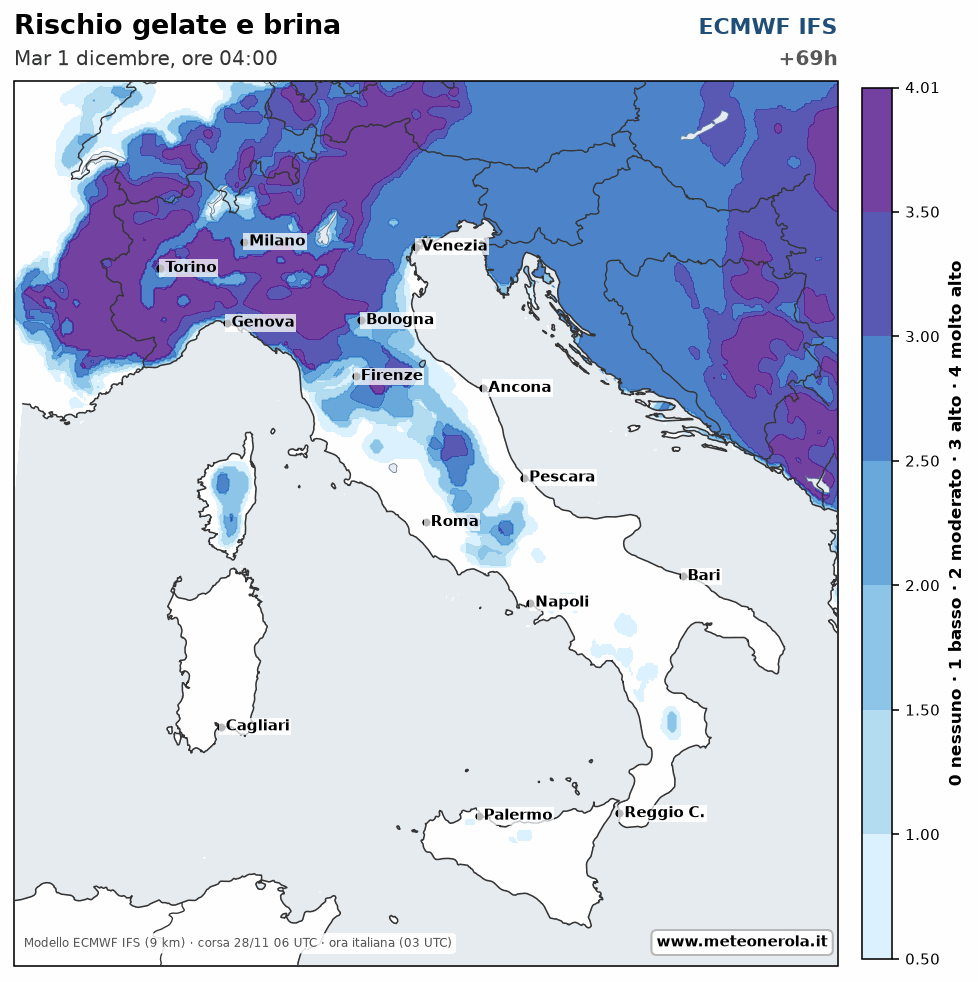 Rischio gelate e brina
ECMWF IFS
Mar 1 dicembre, ore 04:00
+69h
4.01
3.50
3.00
2.50
2.00
1.50
1.00
0.50
0 nessuno · 1 basso · 2 moderato · 3 alto · 4 molto alto
Milano
Venezia
Torino
Genova
Bologna
Firenze
Ancona
Pescara
Roma
Bari
Napoli
Cagliari
Palermo
Reggio C.
Modello ECMWF IFS (9 km) · corsa 28/11 06 UTC · ora italiana (03 UTC)
www.meteonerola.it